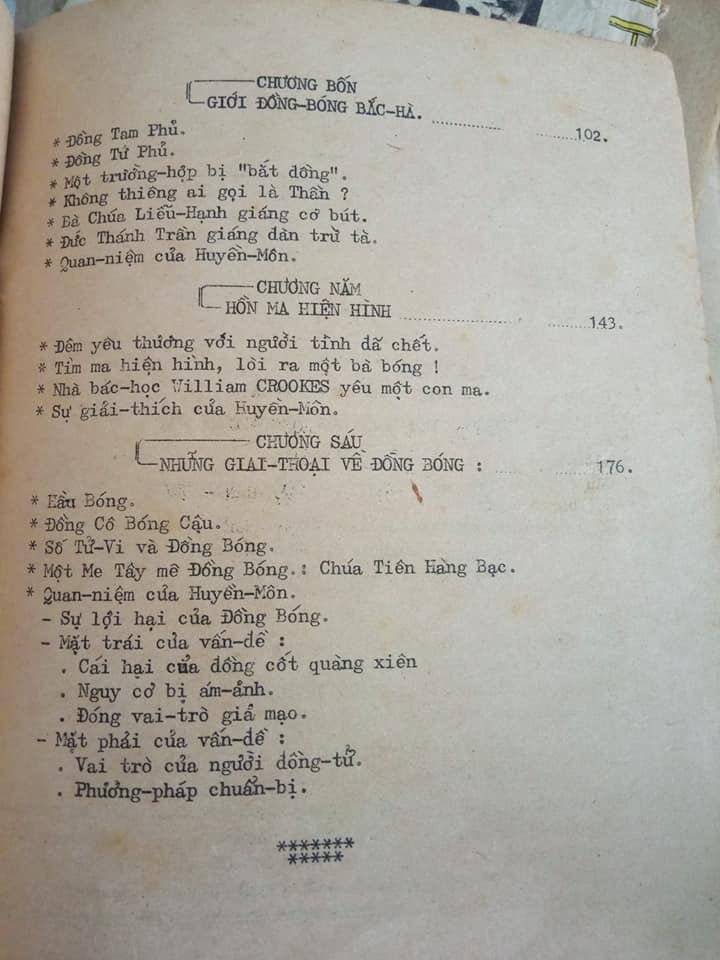 CHƯƠNG BỐN
GIỚI ĐỒNG-BÓNG BẮC-HÀ. ........................102.
* Đồng Tam Phủ.
* Đồng Tứ Phủ.
* Một trường-hợp bị "bắt đồng".
* Không thiêng ai gọi là Thần ?
* Bà Chúa Liễu-Hạnh giáng cơ bút.
* Đức Thánh Trần giáng đàn trừ tà.
* Quan-niệm của Huyền-Môn.
CHƯƠNG NĂM
HỒN MA HIỆN HÌNH ........................143.
* Đêm yêu thương với người tình đã chết.
* Tìm ma hiện hình, lòi ra một bà bóng !
* Nhà bác-học William CROOKES yêu một con ma.
* Sự giải-thích của Huyền-Môn.
CHƯƠNG SÁU
NHỮNG GIAI-THOẠI VỀ ĐỒNG BÓNG : ............ 176.
* Hầu Bóng.
* Đồng Cô Bóng Cậu.
* Số Tử-Vi và Đồng Bóng.
* Một Me Tây mê Đồng Bóng.: Chúa Tiên Hàng Bạc.
* Quan-niệm của Huyền-Môn.
- Sự lợi hại của Đồng Bóng.
- Mặt trái của vấn-đề :
. Cái hại của đồng cốt quàng xiên
. Nguy cơ bị ám-ảnh.
. Đóng vai-trò giả mạo.
- Mặt phải của vấn-đề :
. Vai trò của người đồng-tử.
. Phương-pháp chuẩn-bị.
*******
*****